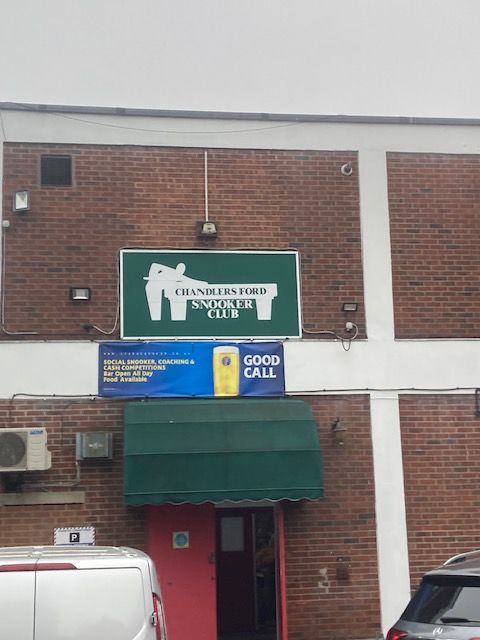 CHANDLERS FORD
SNOOKER
CLUB
SOCIAL SNOOKER, COACHING &
CASH COMPETITIONS
Bar Open All Day
Food Available
GOOD
CALL
P